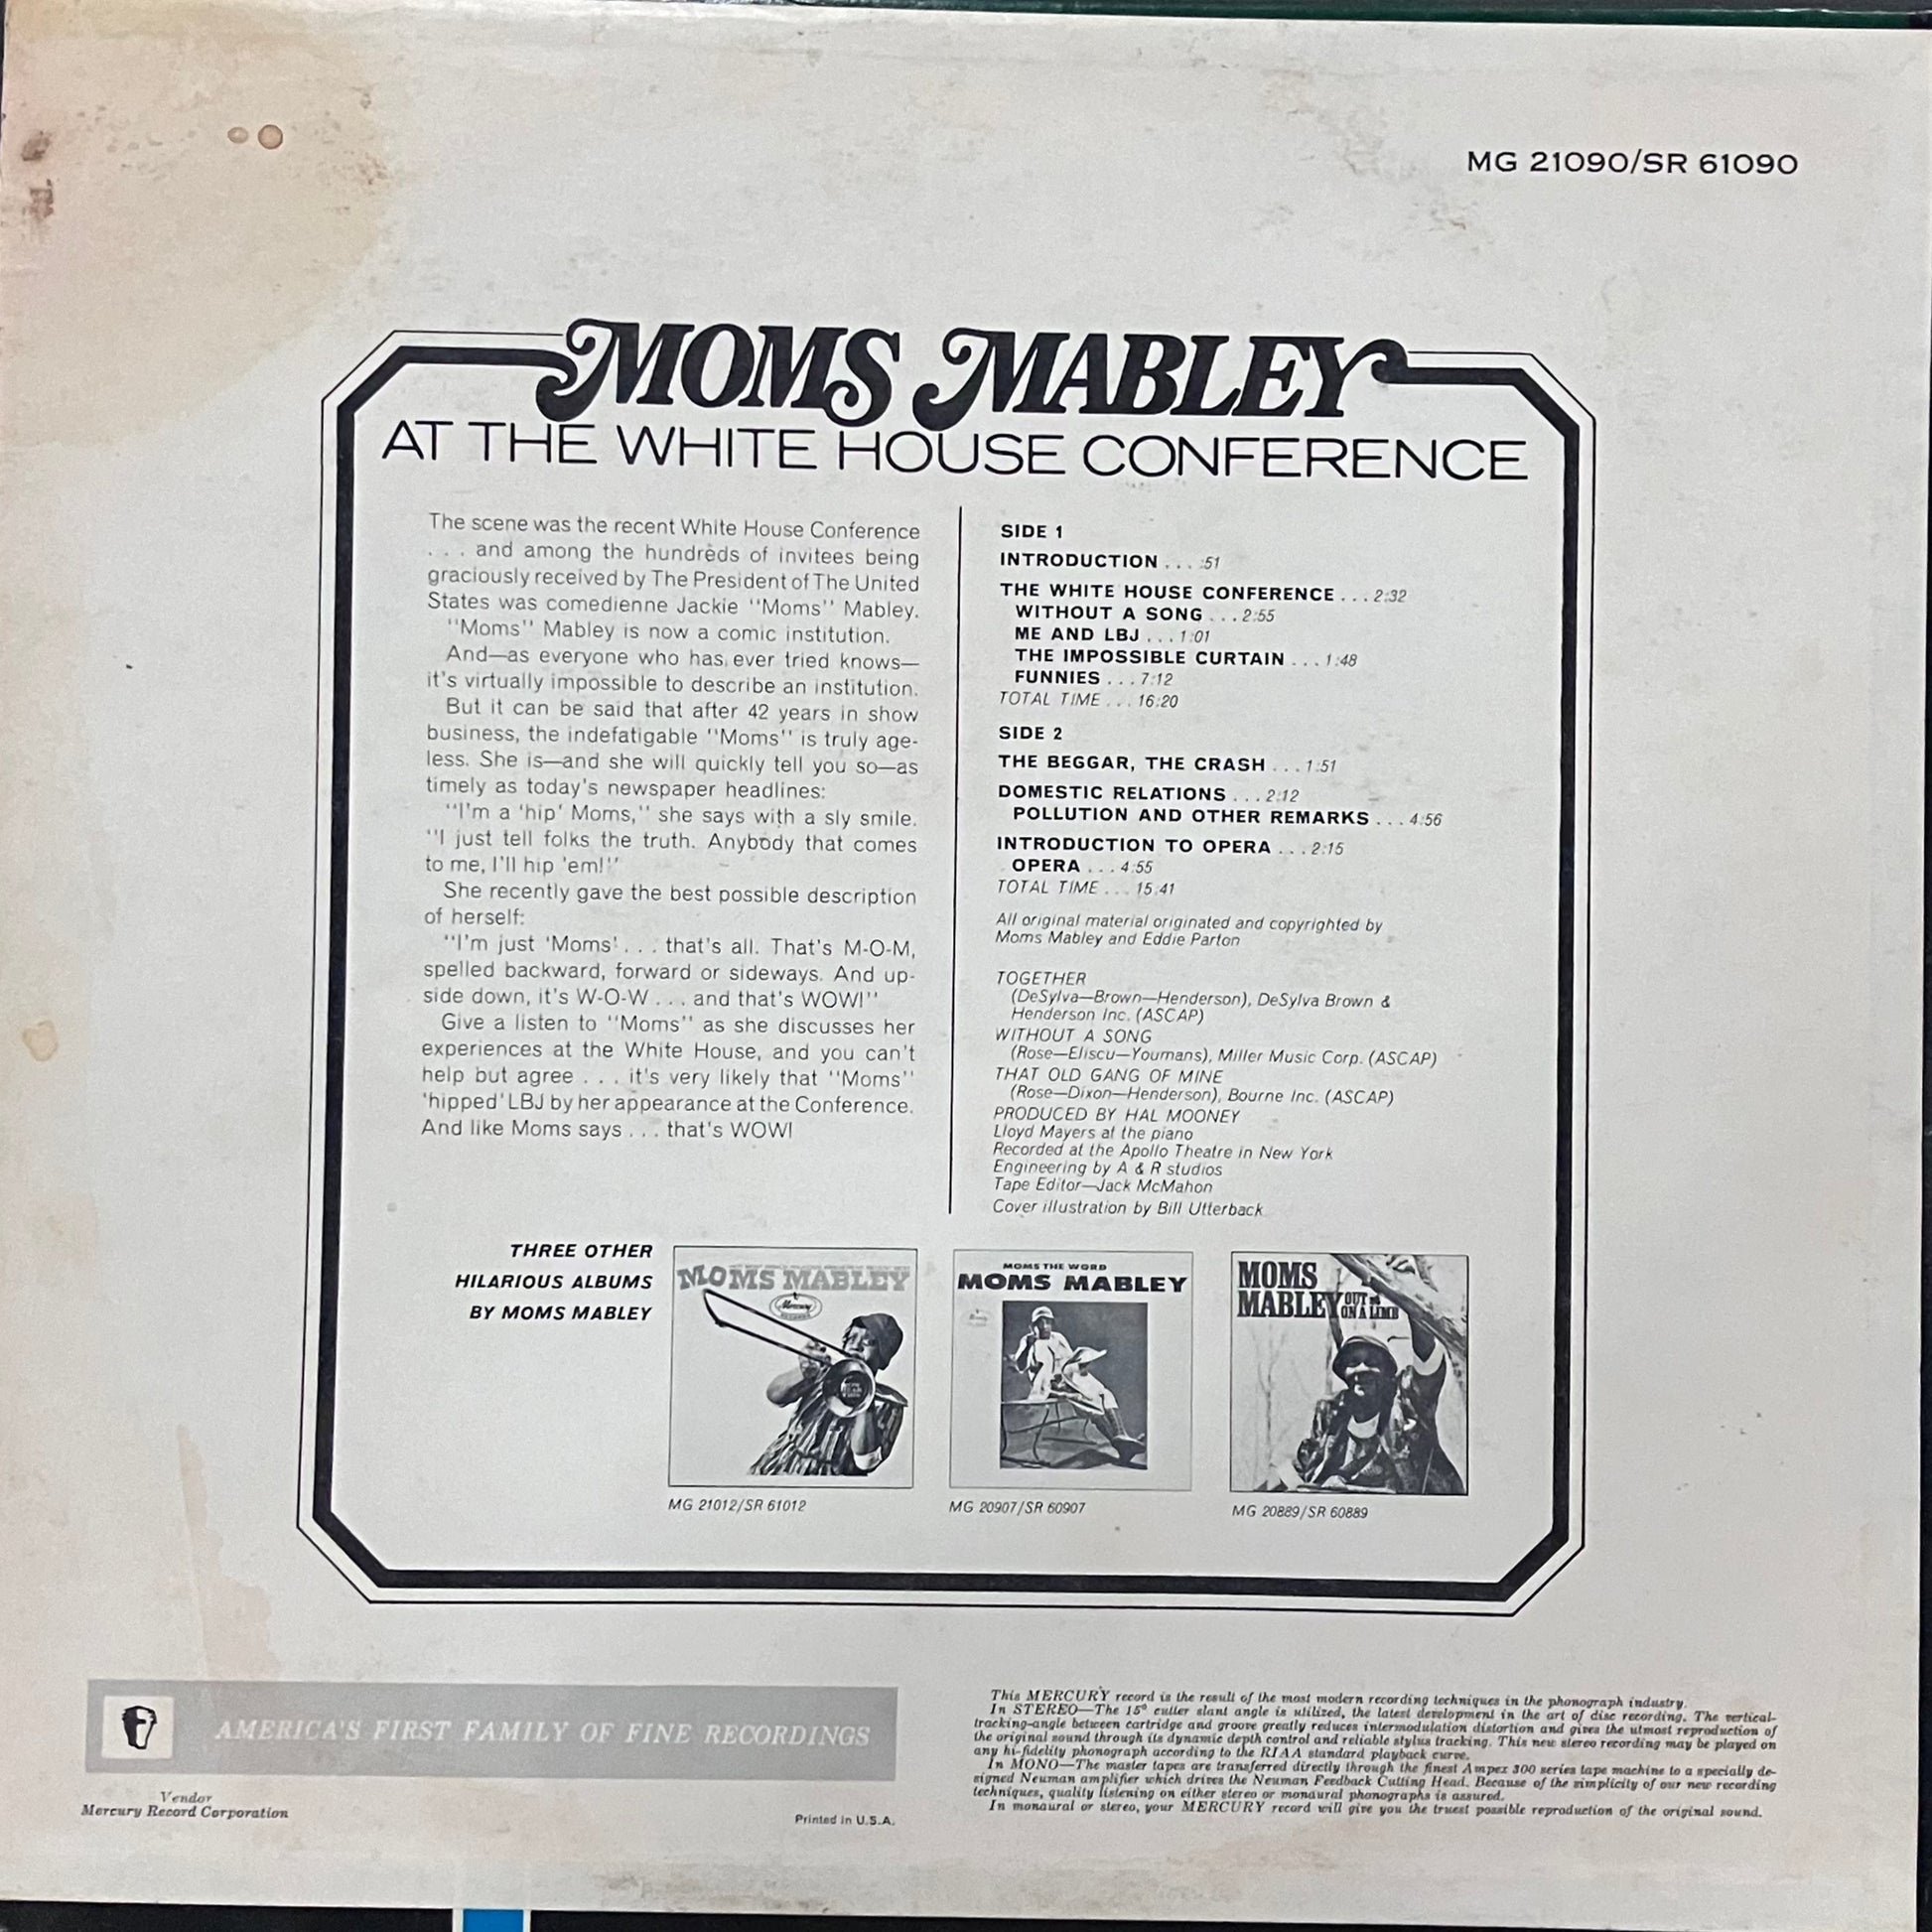 MG 21090/SR 61090
MOMS MABLEY
AT THE WHITE HOUSE CONFERENCE
The scene was the recent White House Conference
. . . and among the hundreds of invitees being
graciously received by The President of The United
States was comedienne Jackie "Moms" Mabley.
"Moms" Mabley is now a comic institution.
And—as everyone who has ever tried knows—
it's virtually impossible to describe an institution.
But it can be said that after 42 years in show
business, the indefatigable "Moms" is truly age-
less. She is—and she will quickly tell you so—as
timely as today's newspaper headlines:
"I'm a 'hip' Moms," she says with a sly smile.
"I just tell folks the truth. Anybody that comes
to me, I'll hip 'em!"
She recently gave the best possible description
of herself:
"I'm just 'Moms' . . . that's all. That's M-O-M,
spelled backward, forward or sideways. And up-
side down, it's W-O-W . . . and that's WOW!"
Give a listen to "Moms" as she discusses her
experiences at the White House, and you can't
help but agree . . . it's very likely that "Moms"
'hipped' LBJ by her appearance at the Conference.
And like Moms says . . . that's WOW!
SIDE 1
INTRODUCTION . . . :51
THE WHITE HOUSE CONFERENCE . . . 2:32
WITHOUT A SONG . . . 2:55
ME AND LBJ . . . 1:01
THE IMPOSSIBLE CURTAIN . . . 1:48
FUNNIES . . . 7:12
TOTAL TIME . . . 16:20
SIDE 2
THE BEGGAR, THE CRASH . . . 1:51
DOMESTIC RELATIONS . . . 2:12
POLLUTION AND OTHER REMARKS . . . 4:56
INTRODUCTION TO OPERA . . . 2:15
OPERA . . . 4:55
TOTAL TIME . . . 15:41
All original material originated and copyrighted by
Moms Mabley and Eddie Parton
TOGETHER
(DeSylva—Brown—Henderson), DeSylva Brown &
Henderson Inc. (ASCAP)
WITHOUT A SONG
(Rose—Eliscu—Youmans), Miller Music Corp. (ASCAP)
THAT OLD GANG OF MINE
(Rose—Dixon—Henderson), Bourne Inc. (ASCAP)
PRODUCED BY HAL MOONEY
Lloyd Mayers at the piano
Recorded at the Apollo Theatre in New York
Engineering by A & R studios
Tape Editor—Jack McMahon
Cover illustration by Bill Utterback
THREE OTHER
HILARIOUS ALBUMS
BY MOMS MABLEY
MOMS MABLEY
Mercury
RECORDS
MG 21012/SR 61012
MOMS THE WORD
MOMS MABLEY
MG 20907/SR 60907
MOMS
MABLEY OUT
ON A LIMB
MG 20889/SR 60889
AMERICA'S FIRST FAMILY OF FINE RECORDINGS
Vendor
Mercury Record Corporation
Printed in U.S.A.
This MERCURY record is the result of the most modern recording techniques in the phonograph industry.
In STEREO—The 15° cutter slant angle is utilized, the latest development in the art of disc recording. The vertical-
tracking-angle between cartridge and groove greatly reduces intermodulation distortion and gives the utmost reproduction of
the original sound through its dynamic depth control and reliable stylus tracking. This new stereo recording may be played on
any hi-fidelity phonograph according to the RIAA standard playback curve.
In MONO—The master tapes are transferred directly through the finest Ampex 300 series tape machine to a specially de-
signed Neuman amplifier which drives the Neuman Feedback Cutting Head. Because of the simplicity of our new recording
techniques, quality listening on either stereo or monaural phonographs is assured.
In monaural or stereo, your MERCURY record will give you the truest possible reproduction of the original sound.